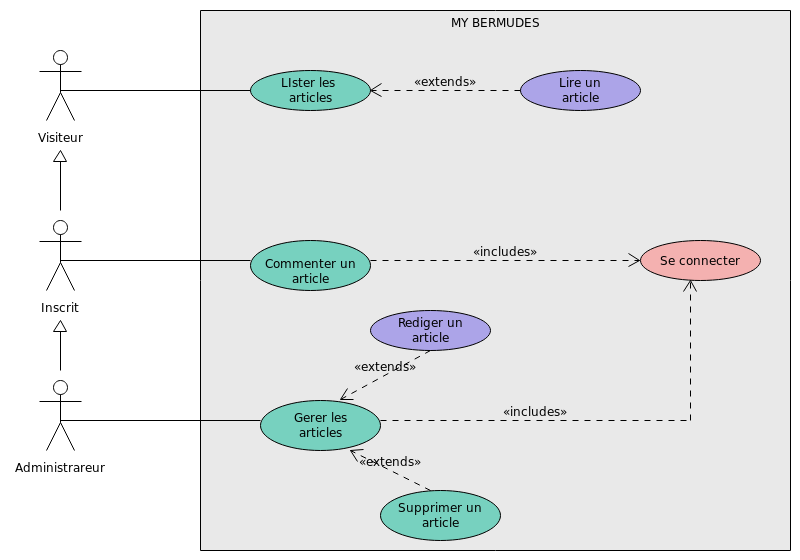 MY BERMUDES
Visiteur
LIster les
articles
«extends»
Lire un
article
Inscrit
Commenter un
article
«includes»
Se connecter
Rediger un
article
«extends»
Administrareur
Gerer les
articles
«includes»
«extends»
Supprimer un
article